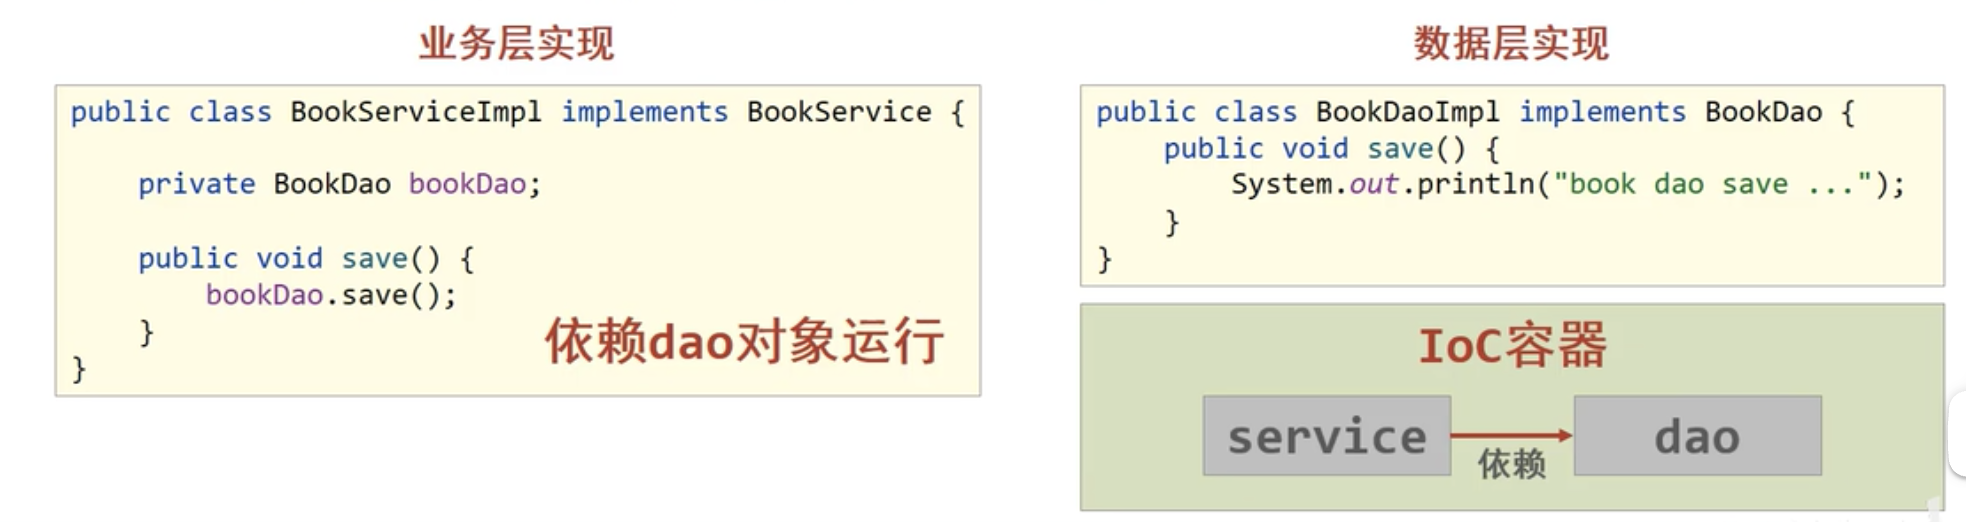 业务层实现
public class BookServiceImpl implements BookService {
private BookDao bookDao;
public void save() {
bookDao.save();
}
}
依赖dao对象运行
数据层实现
public class BookDaoImpl implements BookDao {
public void save() {
System.out.println("book dao save ...");
}
}
IoC容器
service
依赖
dao